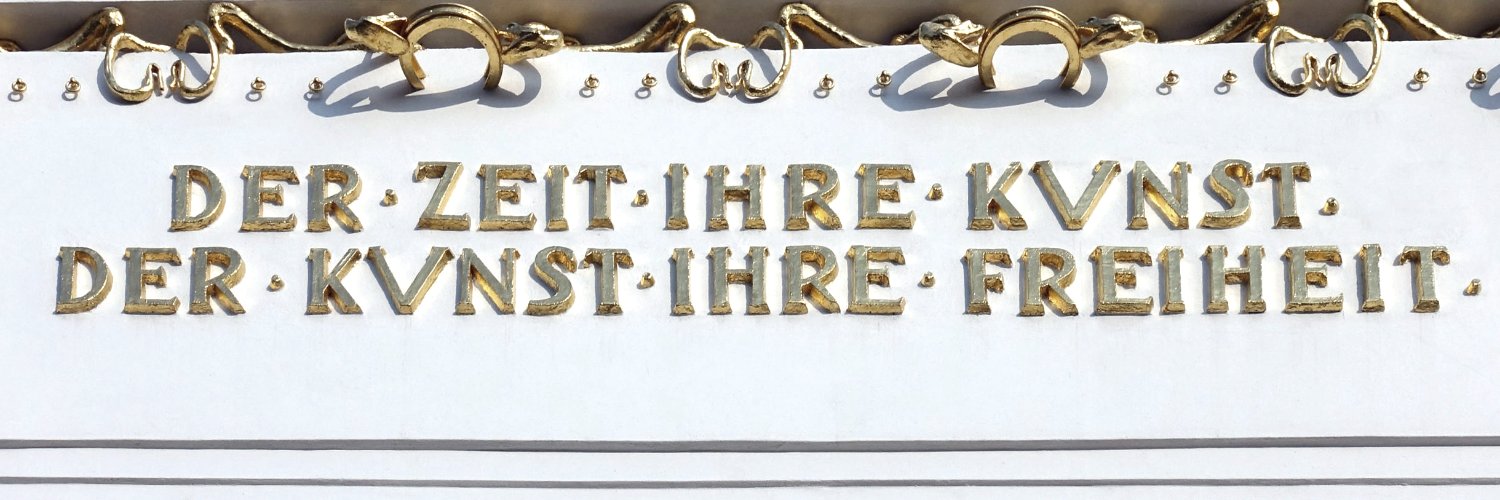 DER·ZEIT·IHRE·KVNST·
DER·KVNST·IHRE·FREIHEIT·